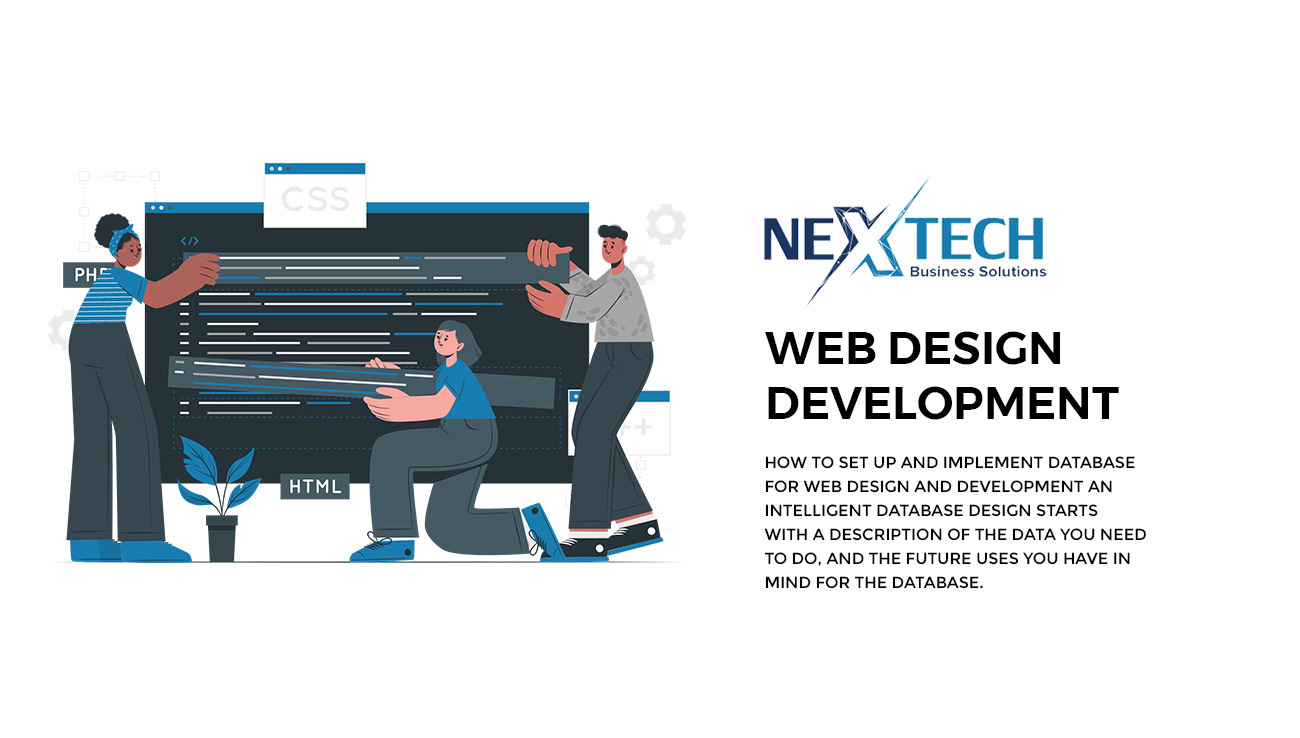 CSS
</>
PH
HTML
++
NEXTECH
Business Solutions
WEB DESIGN
DEVELOPMENT
HOW TO SET UP AND IMPLEMENT DATABASE
FOR WEB DESIGN AND DEVELOPMENT AN
INTELLIGENT DATABASE DESIGN STARTS
WITH A DESCRIPTION OF THE DATA YOU NEED
TO DO, AND THE FUTURE USES YOU HAVE IN
MIND FOR THE DATABASE.